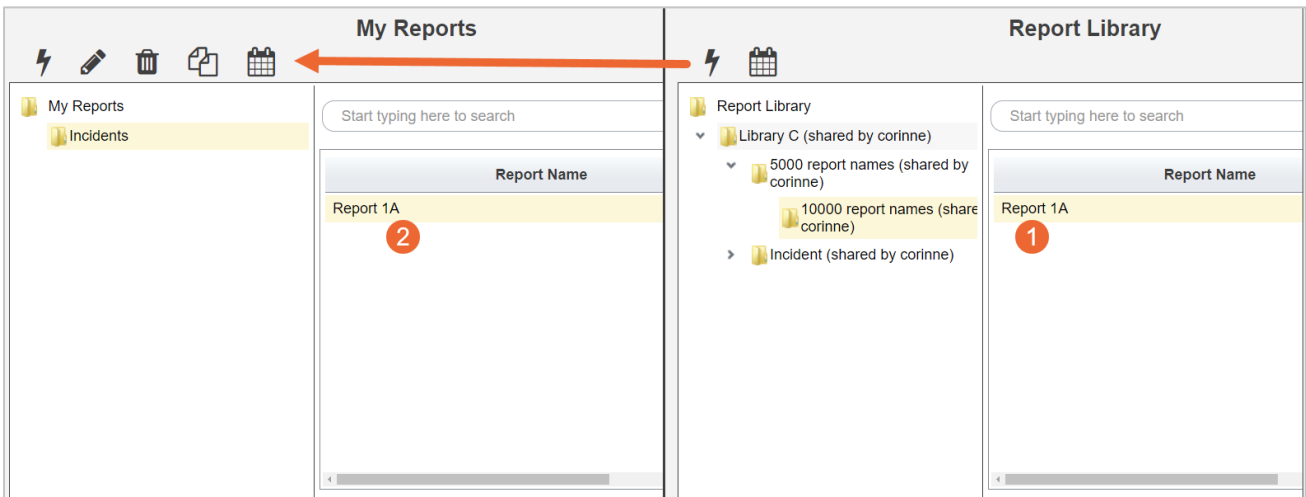 My Reports
My Reports
Incidents
Start typing here to search
Report Name
Report 1A
2
Report Library
Report Library
Library C (shared by corinne)
5000 report names (shared by
corinne)
10000 report names (share
corinne)
Incident (shared by corinne)
Start typing here to search
Report Name
Report 1A
1